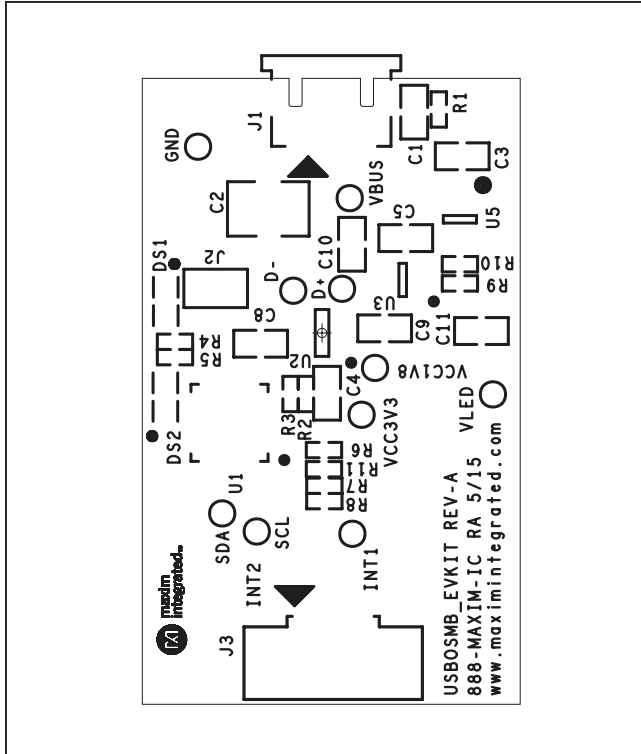 J1
R1
GND
C1
C3
VBUS
C2
C5
U5
C10
DS1
J2
D-
D+
R10
R9
U3
C8
C9
C11
R4
R5
U2
VCC1V8
C4
VLED
R3
R2
VCC3V3
DS2
R6
R11
R7
R8
U1
SDA
SCL
INT2
INT1
maxim
integrated™
J3
USBOSMB_EVKIT REV-A
888-MAXIM-IC RA 5/15
www.maximintegrated.com